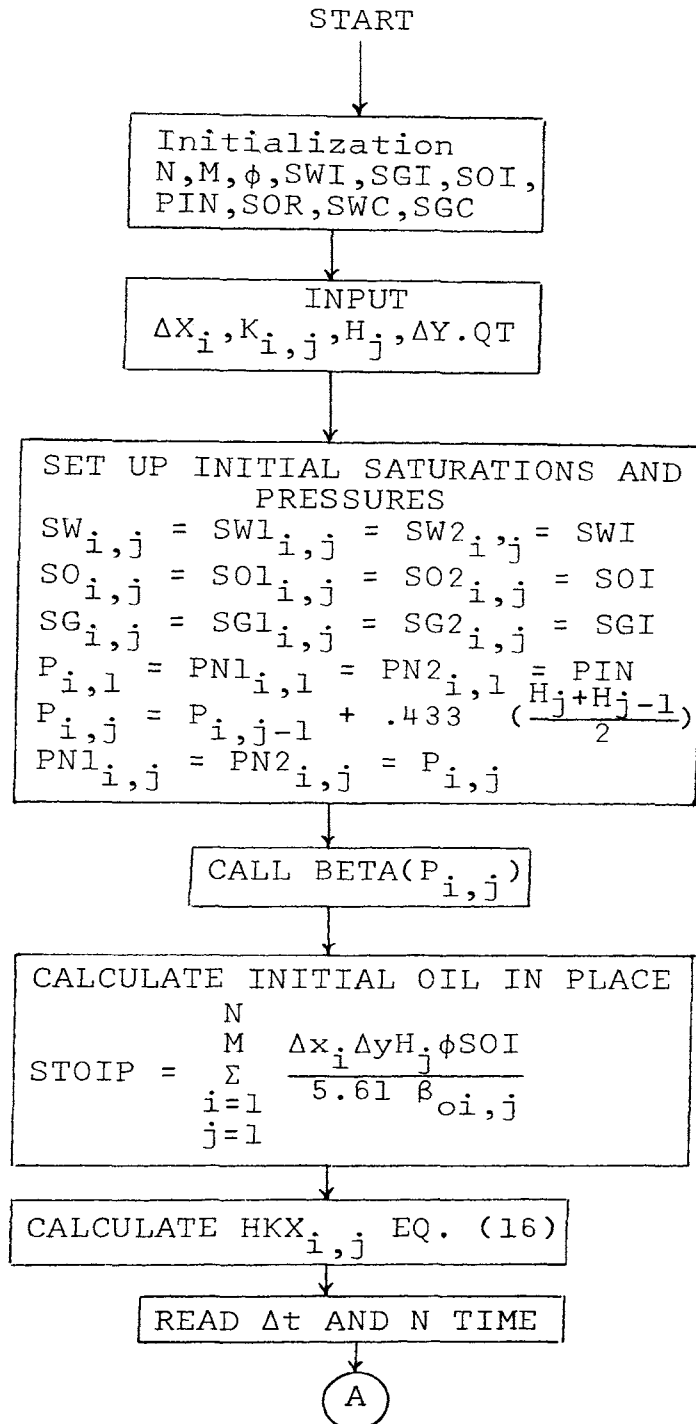 START
Initialization
N,M,ϕ,SWI,SGI,SOI,
PIN,SOR,SWC,SGC
INPUT
ΔX_i,K_i,j,H_j,ΔY.QT
SET UP INITIAL SATURATIONS AND
PRESSURES
SW_i,j = SW1_i,j = SW2_i,j = SWI
SO_i,j = SO1_i,j = SO2_i,j = SOI
SG_i,j = SG1_i,j = SG2_i,j = SGI
P_i,1 = PN1_i,1 = PN2_i,1 = PIN
P_i,j = P_i,j-1 + .433 (H_j+H_j-1 / 2)
PN1_i,j = PN2_i,j = P_i,j
CALL BETA(P_i,j)
CALCULATE INITIAL OIL IN PLACE
N
M
STOIP = Σ Δx_i Δy H_j ϕSOI / 5.61 β_oi,j
i=1
j=1
CALCULATE HKX_i,j EQ. (16)
READ Δt AND N TIME
A